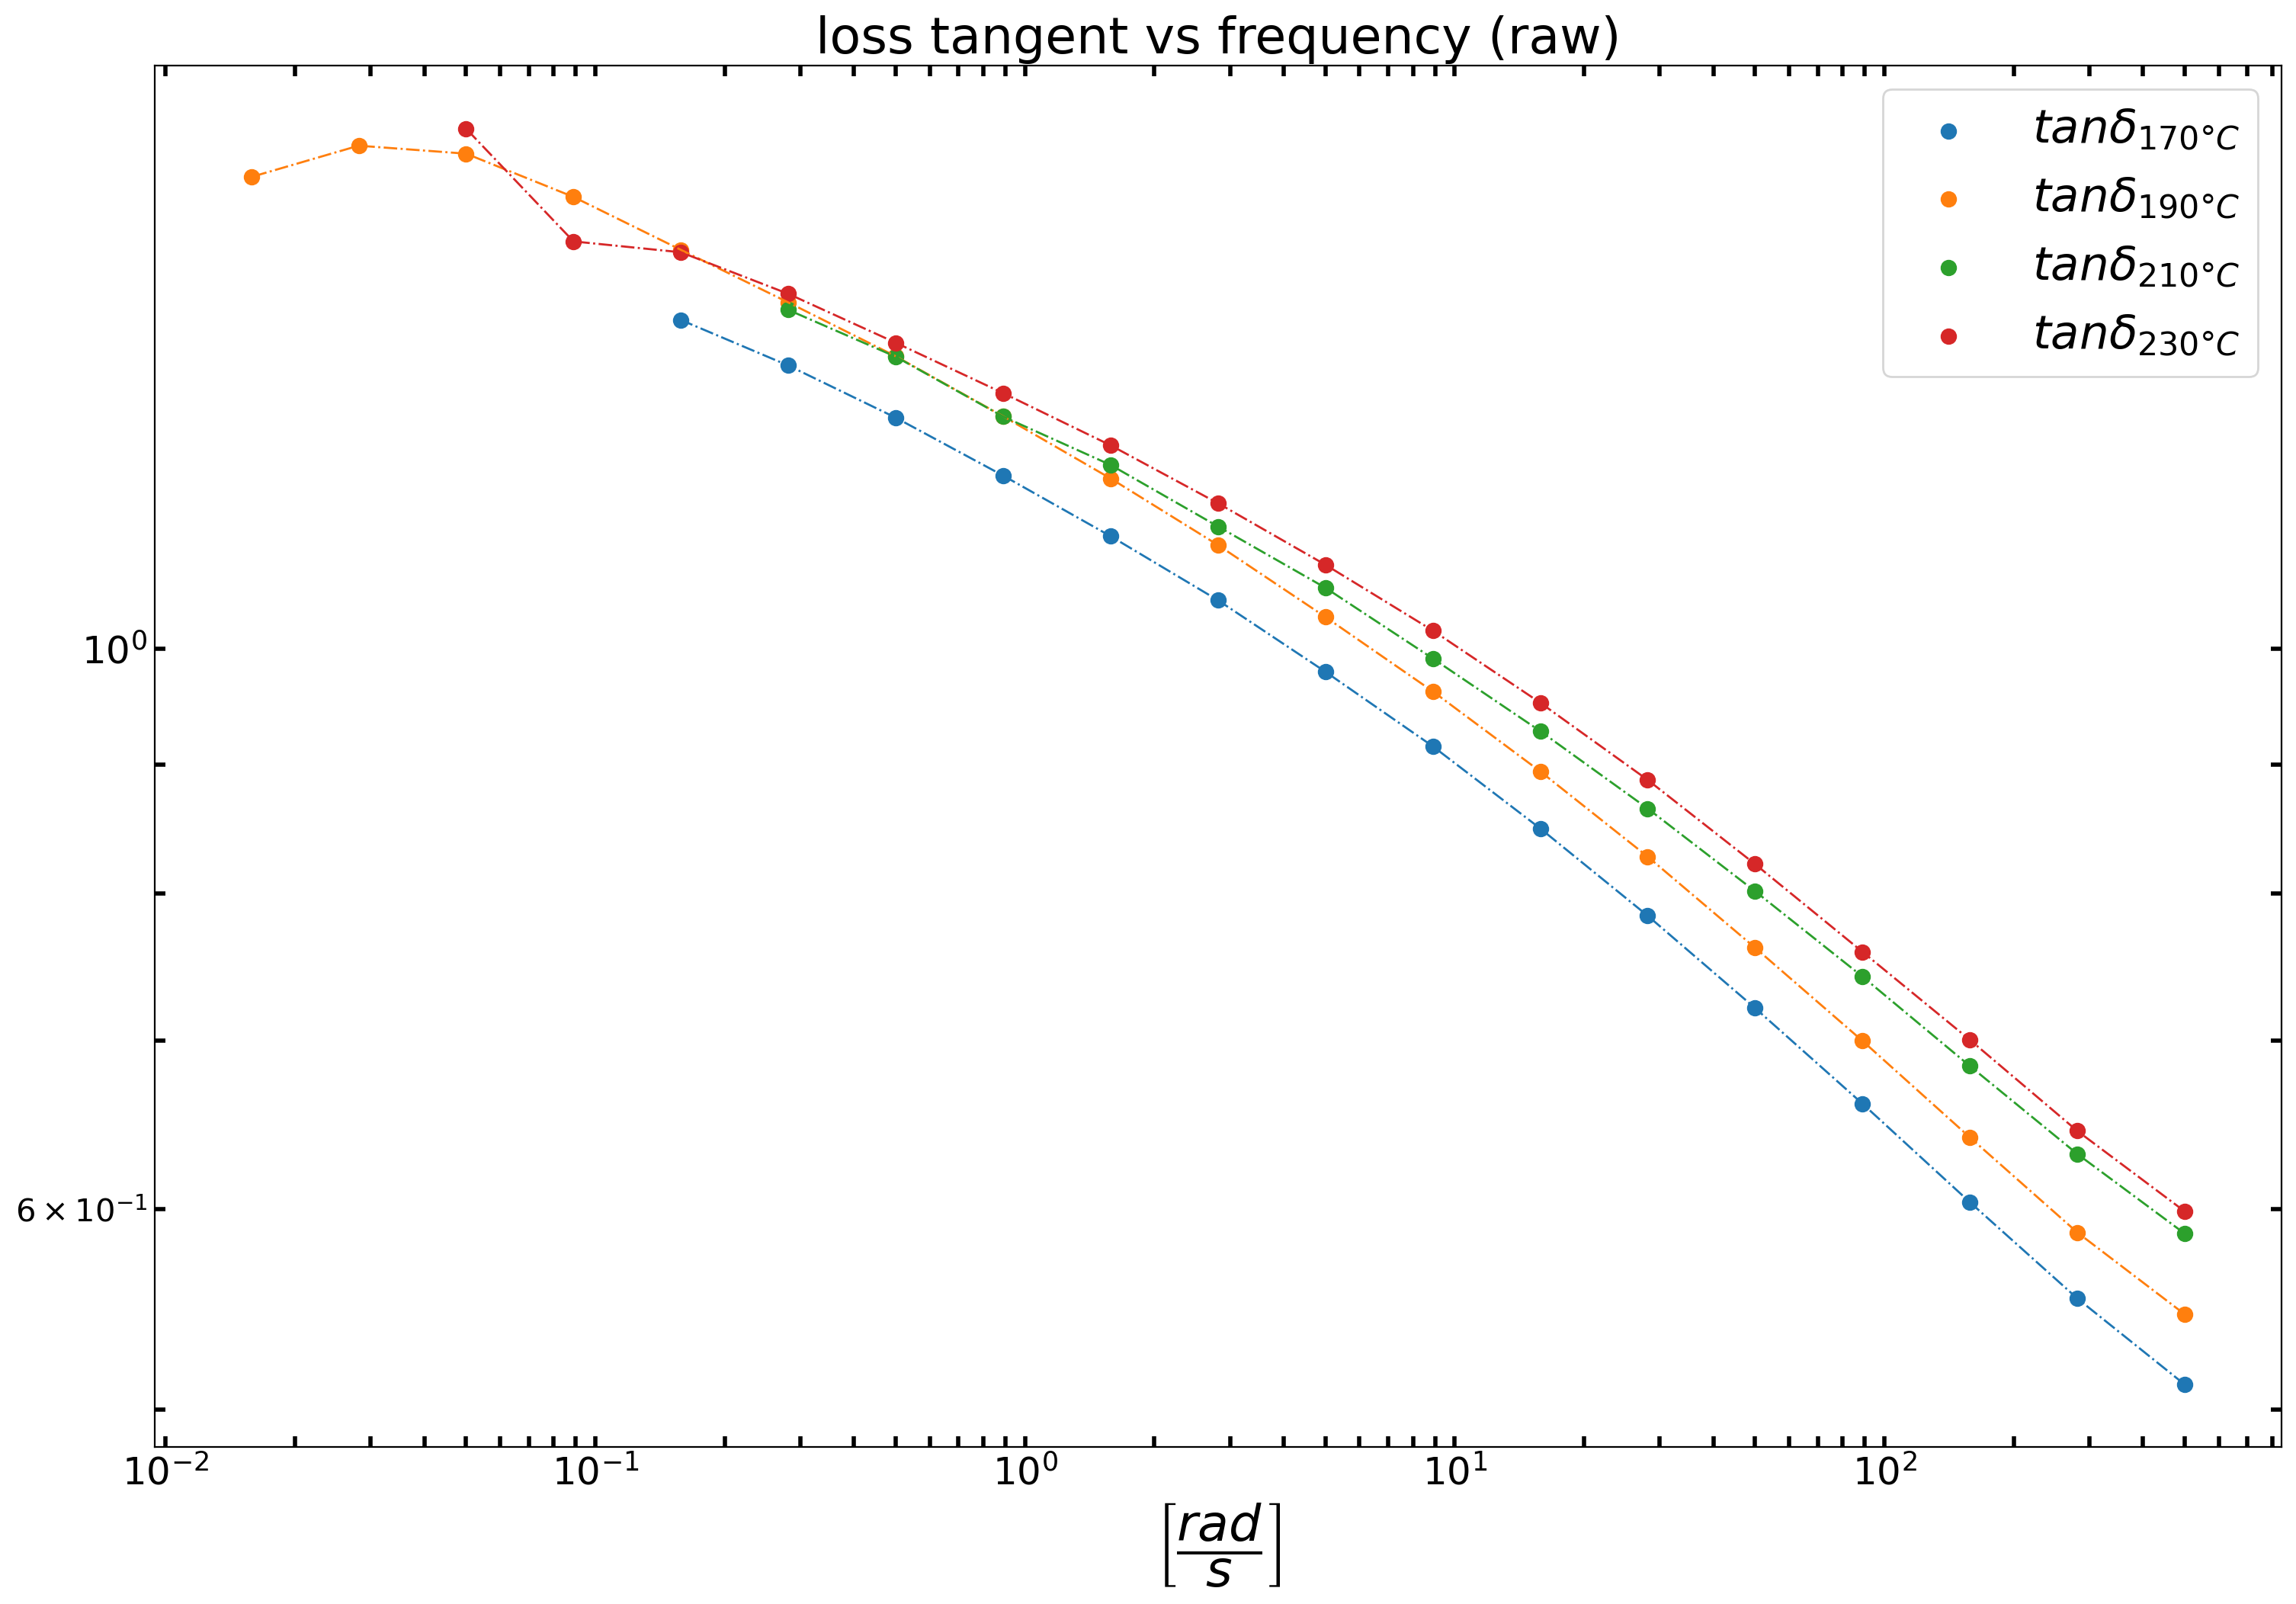 loss tangent vs frequency (raw)
tanδ₁₇₀°C
tanδ₁₉₀°C
tanδ₂₁₀°C
tanδ₂₃₀°C
10⁰
6 × 10⁻¹
10⁻² 10⁻¹ 10⁰ 10¹ 10²
[rad/s]